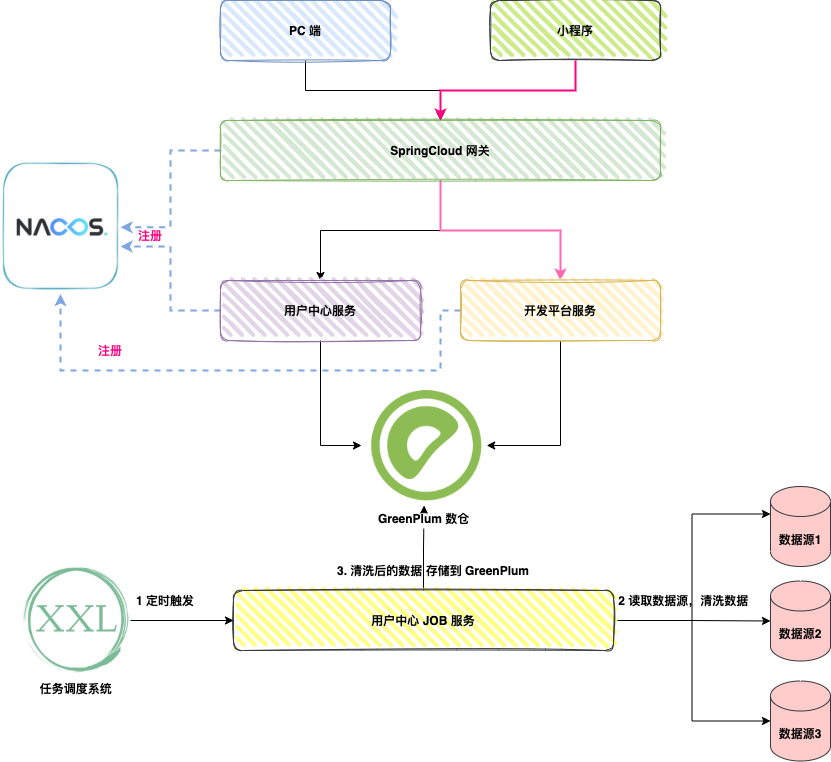 PC 端
小程序
SpringCloud 网关
NACOS.
注册
用户中心服务
开发平台服务
注册
GreenPlum 数仓
数据源1
3. 清洗后的数据 存储到 GreenPlum
XXL
1 定时触发
用户中心 JOB 服务
2 读取数据源，清洗数据
数据源2
任务调度系统
数据源3